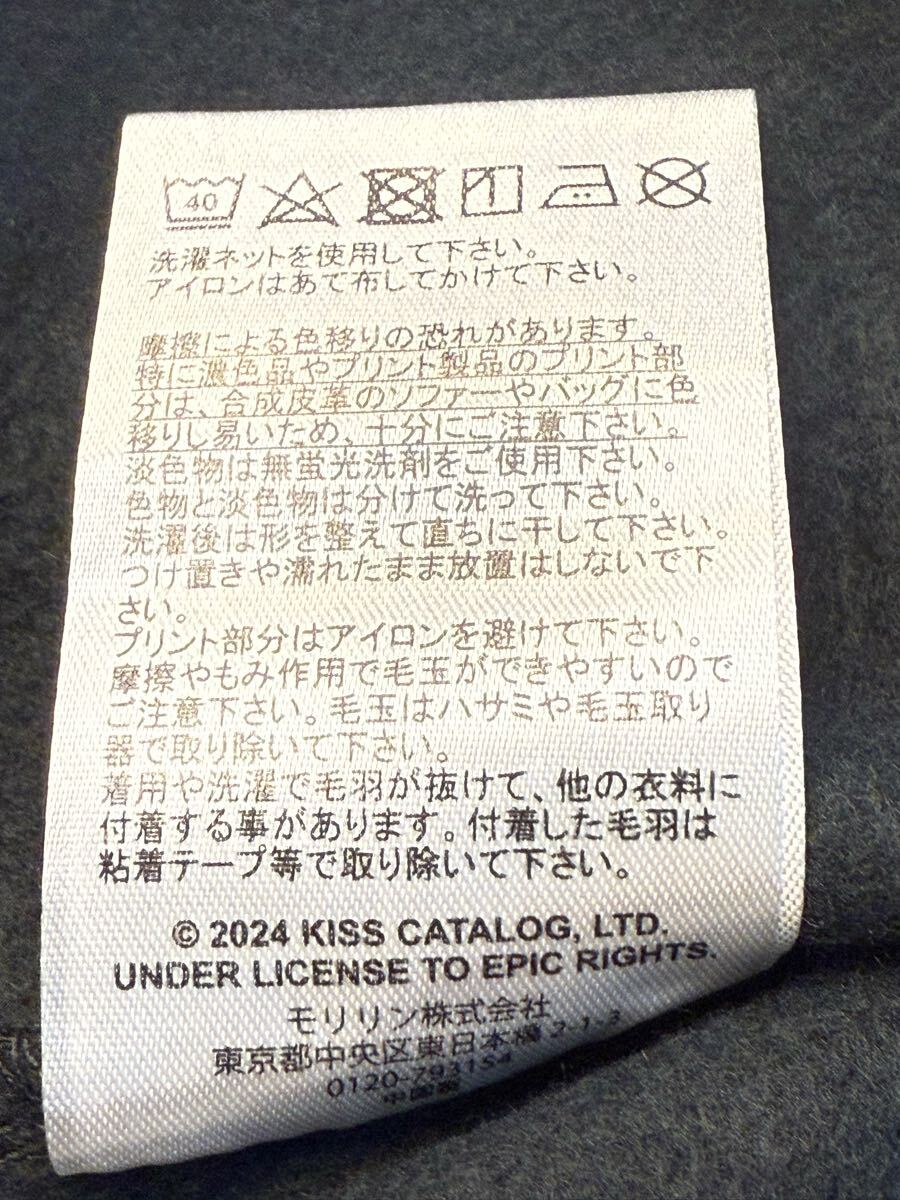 40
洗濯ネットを使用して下さい。
アイロンはあて布してかけて下さい。
摩擦による色移りの恐れがあります。
特に濃色品やプリント製品のプリント部
分は、合成皮革のソファーやバッグに色
移りし易いため、十分にご注意下さい。
淡色物は無蛍光洗剤をご使用下さい。
色物と淡色物は分けて洗って下さい。
洗濯後は形を整えて直ちに干して下さい。
つけ置きや濡れたまま放置はしないで下
さい。
プリント部分はアイロンを避けて下さい。
摩擦やもみ作用で毛玉ができやすいので
ご注意下さい。毛玉はハサミや毛玉取り
器で取り除いて下さい。
着用や洗濯で毛羽が抜けて、他の衣料に
付着する事があります。付着した毛羽は
粘着テープ等で取り除いて下さい。
© 2024 KISS CATALOG, LTD.
UNDER LICENSE TO EPIC RIGHTS.
モリリン株式会社
東京都中央区東日本橋 2-1-3
0120-793154
中国製